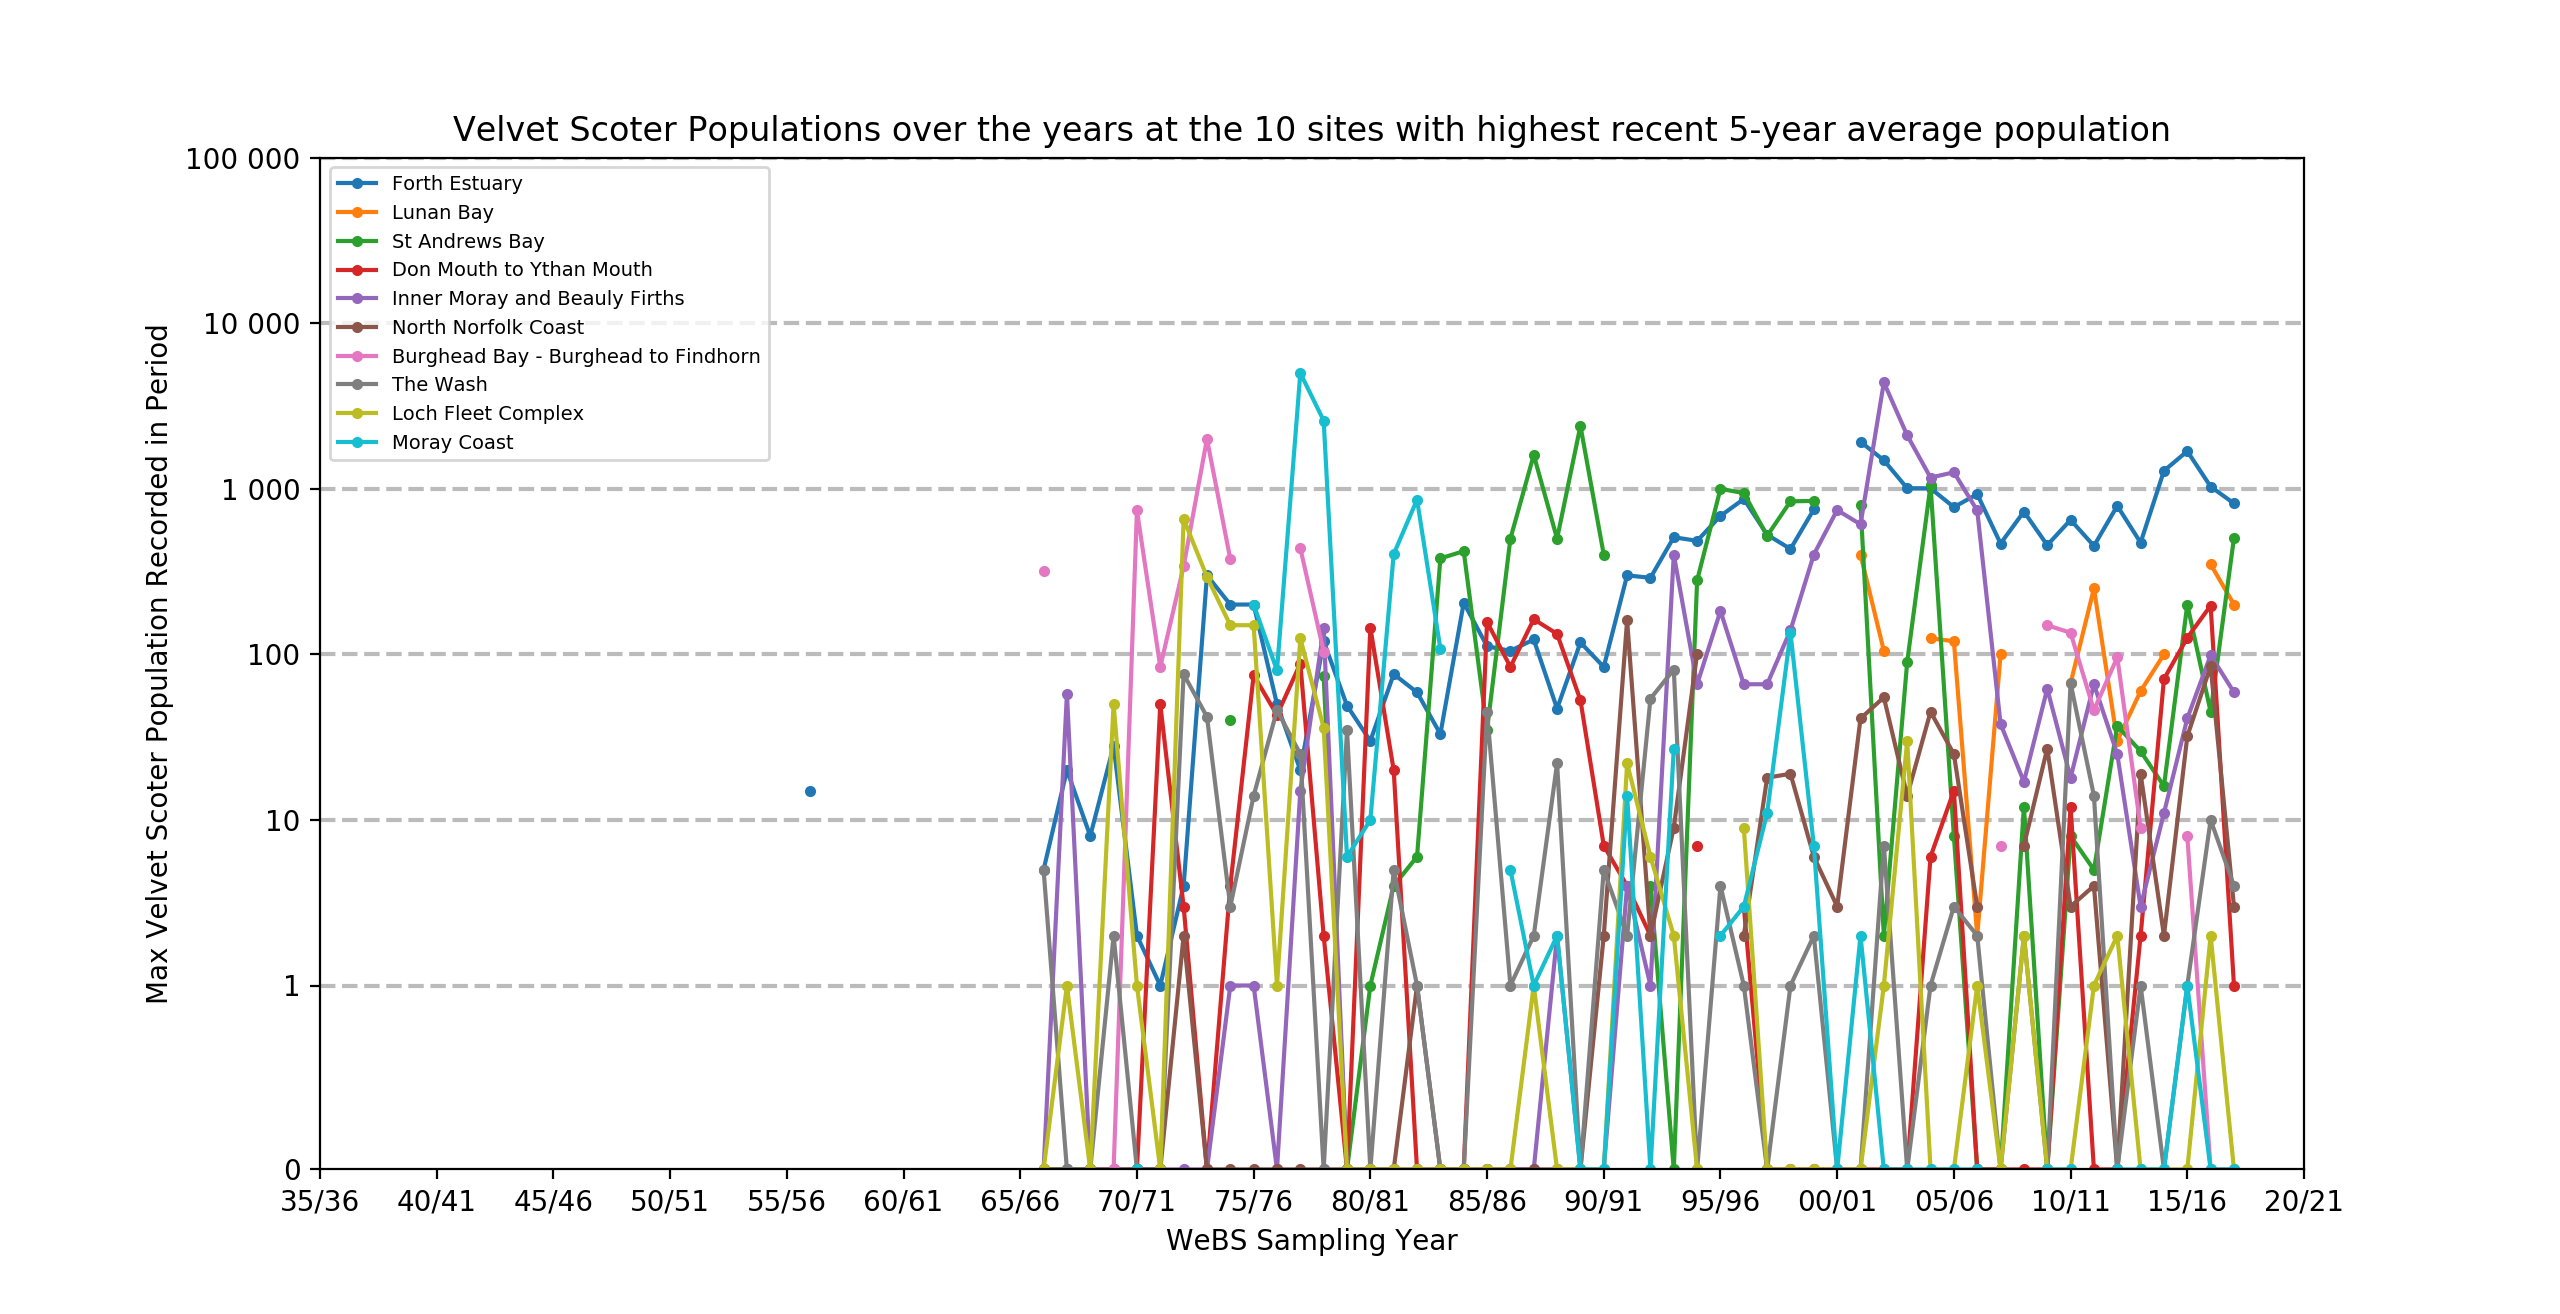 Velvet Scoter Populations over the years at the 10 sites with highest recent 5-year average population
Max Velvet Scoter Population Recorded in Period
100 000
10 000
1 000
100
10
1
0
Forth Estuary
Lunan Bay
St Andrews Bay
Don Mouth to Ythan Mouth
Inner Moray and Beauly Firths
North Norfolk Coast
Burghead Bay - Burghead to Findhorn
The Wash
Loch Fleet Complex
Moray Coast
35/36 40/41 45/46 50/51 55/56 60/61 65/66 70/71 75/76 80/81 85/86 90/91 95/96 00/01 05/06 10/11 15/16 20/21
WeBS Sampling Year